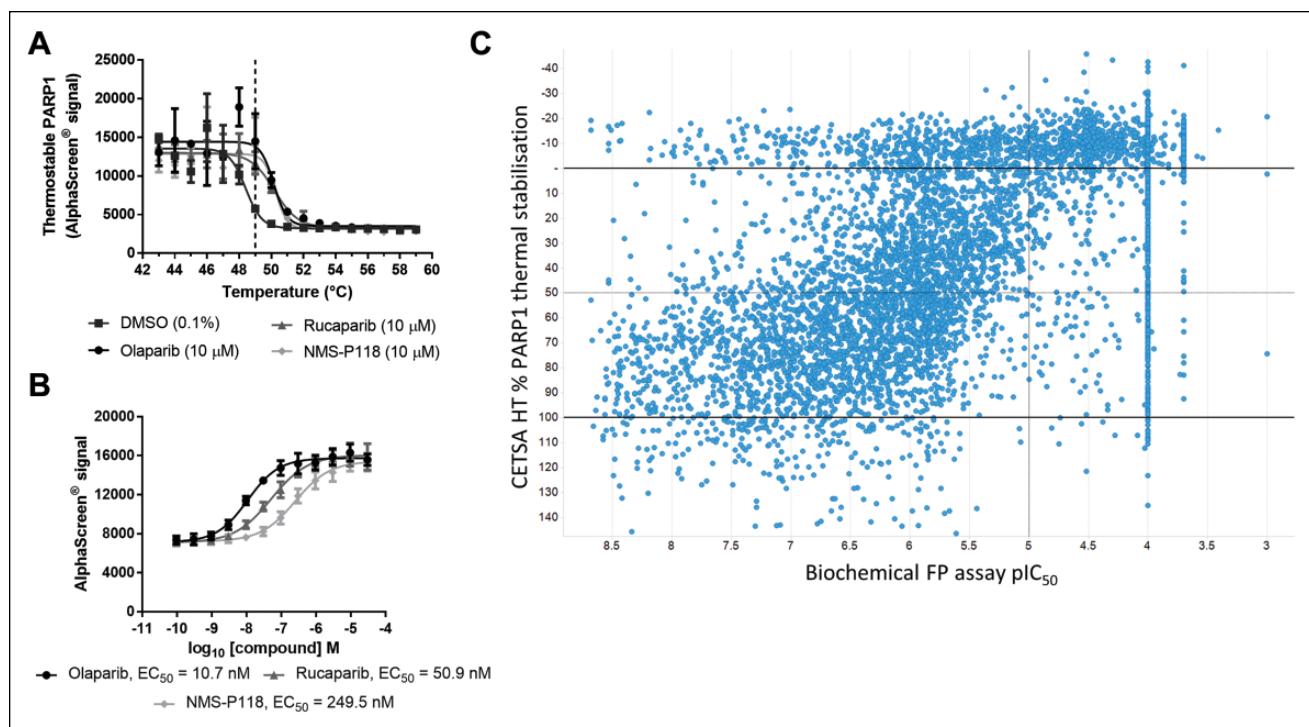 A
Thermostable PARP1
(AlphaScreen® signal)
25000
20000
15000
10000
5000
0
42 44 46 48 50 52 54 56 58 60
Temperature (°C)
DMSO (0.1%)
Rucaparib (10 µM)
Olaparib (10 µM)
NMS-P118 (10 µM)
B
AlphaScreen® signal
20000
16000
12000
8000
4000
0
-11 -10 -9 -8 -7 -6 -5 -4
log10 [compound] M
Olaparib, EC50 = 10.7 nM
Rucaparib, EC50 = 50.9 nM
NMS-P118, EC50 = 249.5 nM
C
CETSA HT % PARP1 thermal stabilisation
-40
-30
-20
-10
-
10
20
30
40
50
60
70
80
90
100
110
120
130
140
8.5 8 7.5 7 6.5 6 5.5 5 4.5 4 3.5 3
Biochemical FP assay pIC50